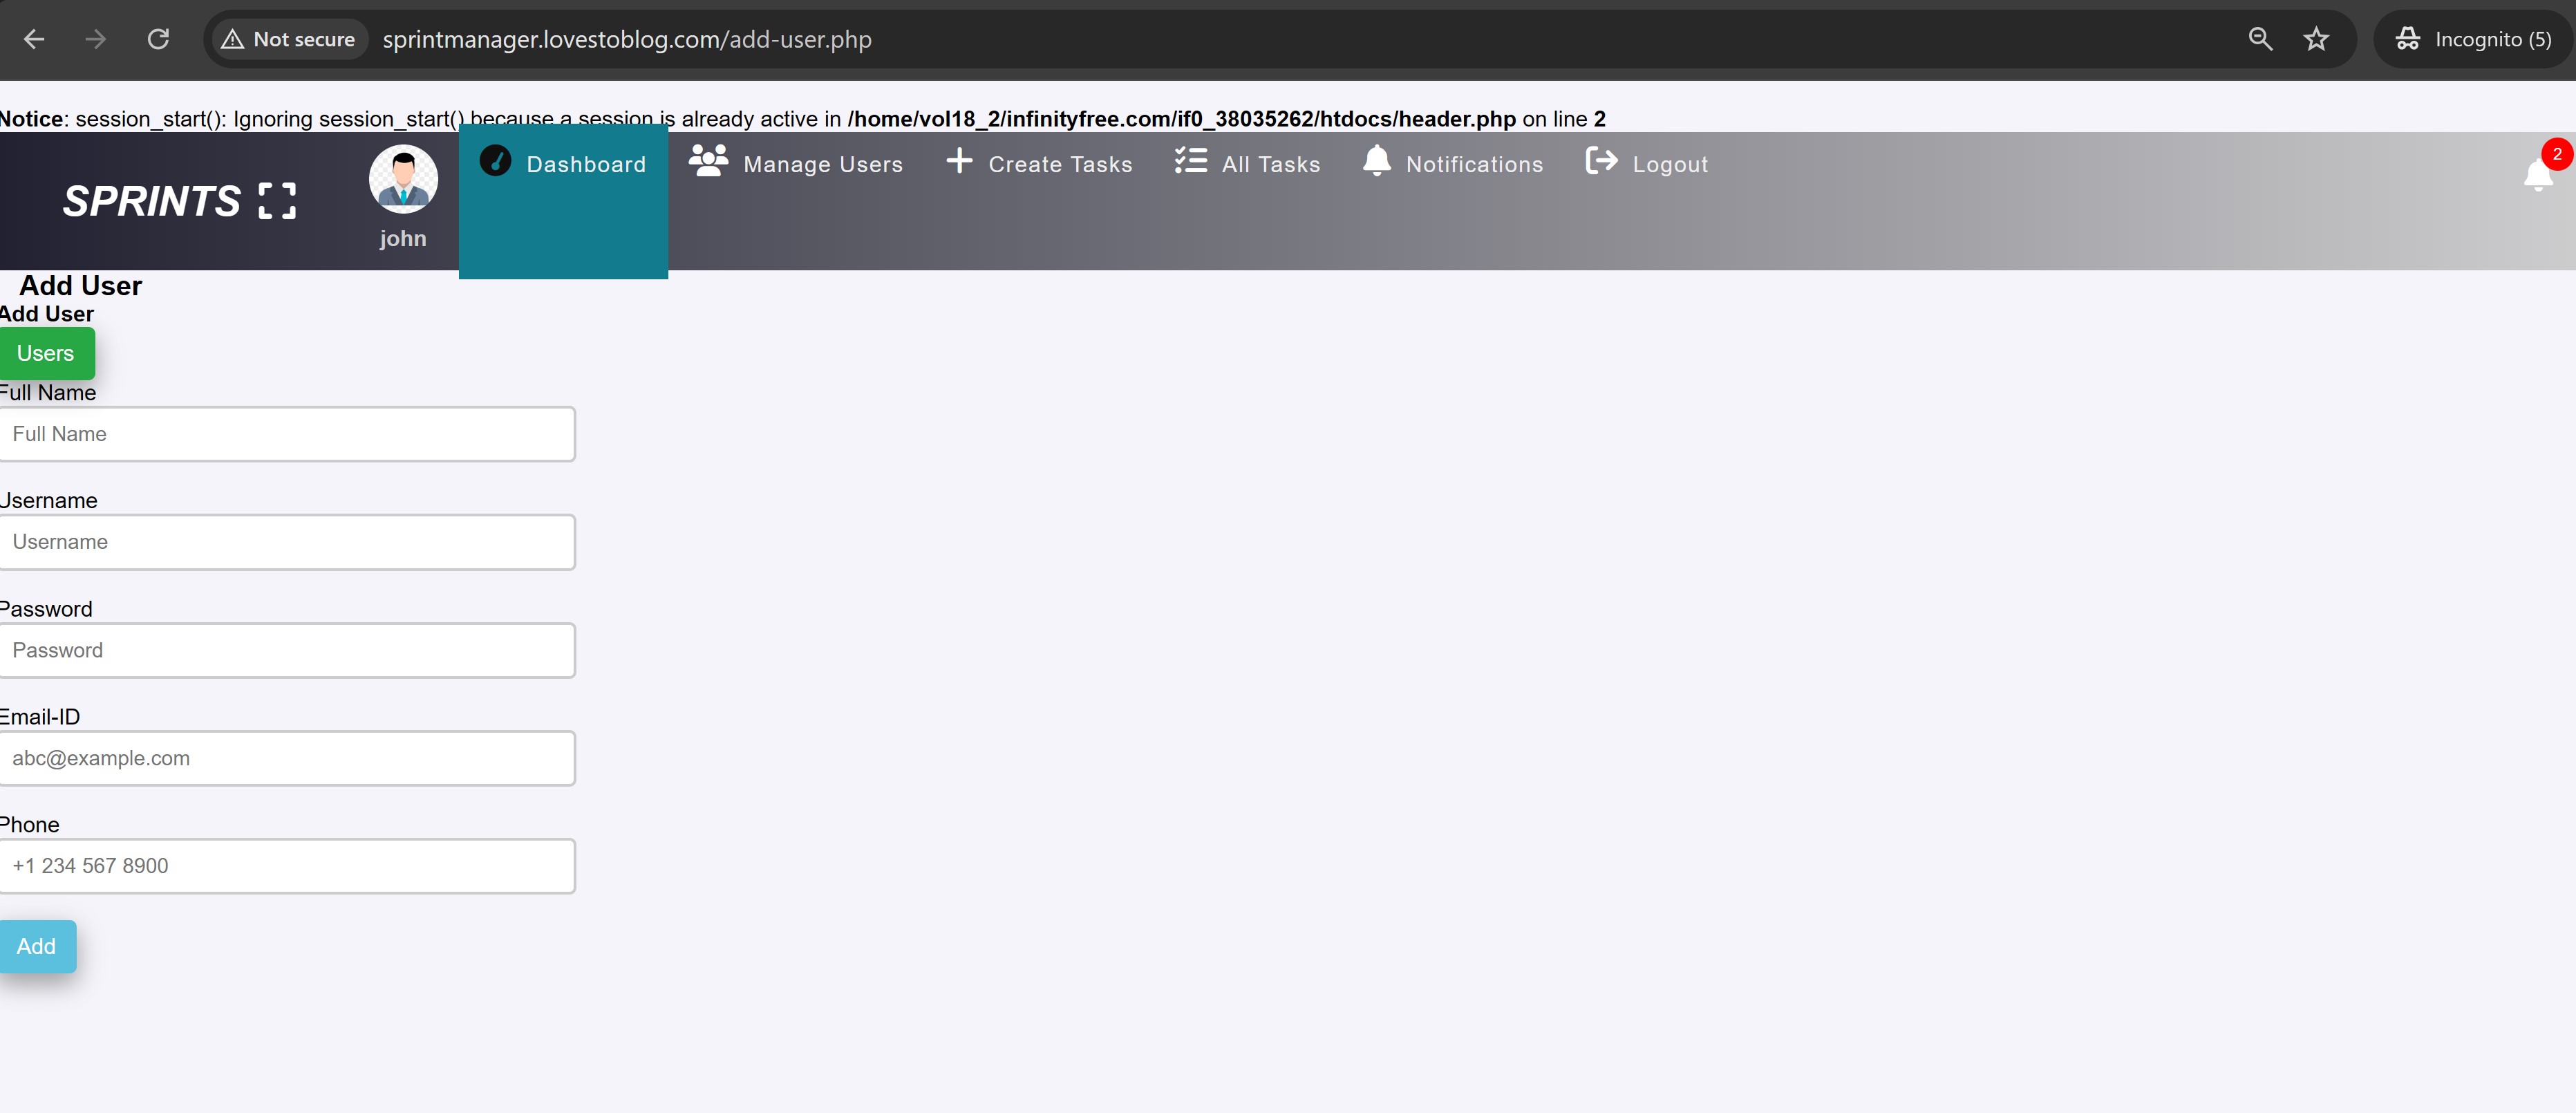 Not secure sprintmanager.lovestoblog.com/add-user.php Incognito (5)
Notice: session_start(): Ignoring session_start() because a session is already active in /home/vol18_2/infinityfree.com/if0_38035262/htdocs/header.php on line 2
SPRINTS
john
Dashboard Manage Users Create Tasks All Tasks Notifications Logout 2
Add User
Add User
Users
Full Name
Full Name
Username
Username
Password
Password
Email-ID
abc@example.com
Phone
+1 234 567 8900
Add